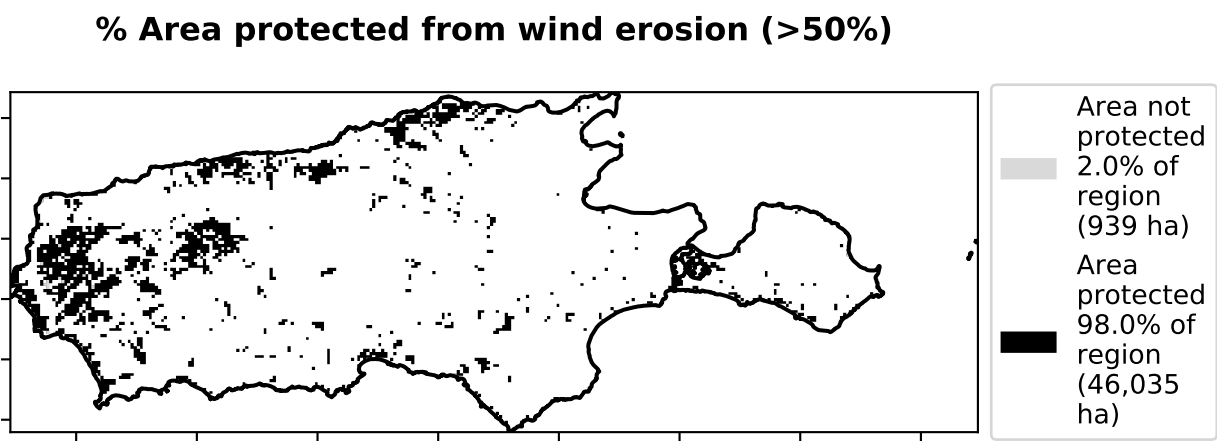 % Area protected from wind erosion (>50%)
Area not
protected
2.0% of
region
(939 ha)
Area
protected
98.0% of
region
(46,035
ha)